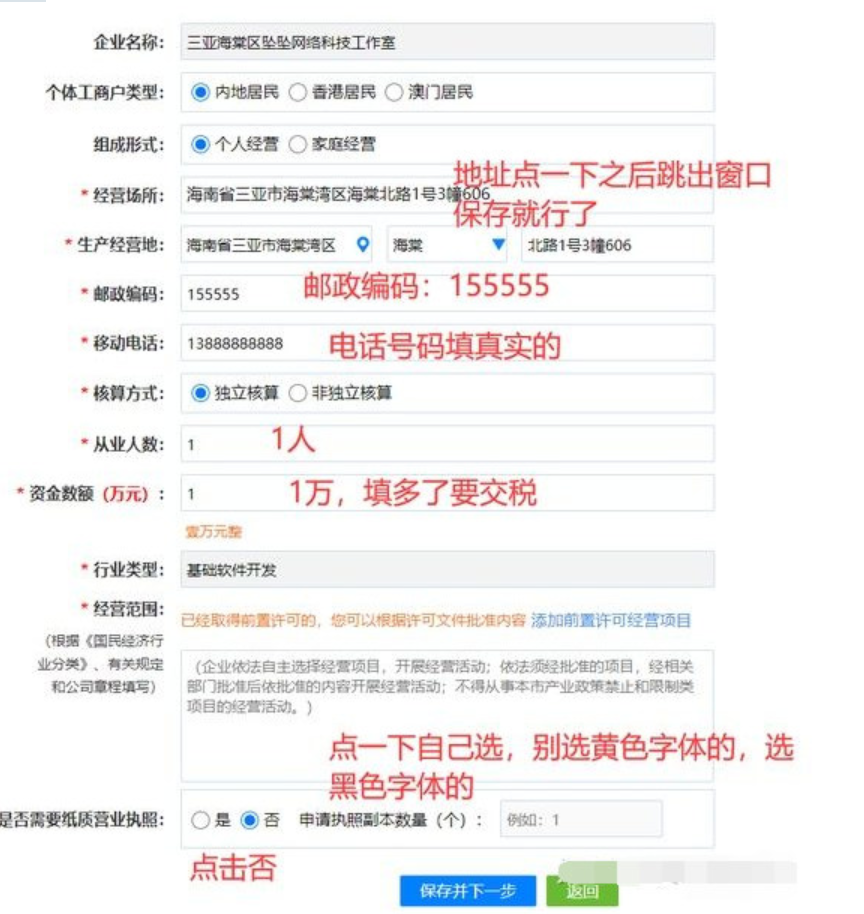 企业名称： 三亚海棠区坠坠网络科技工作室
个体工商户类型： 内地居民 香港居民 澳门居民
组成形式： 个人经营 家庭经营
地址点一下之后跳出窗口
* 经营场所： 海南省三亚市海棠湾区海棠北路1号3幢606
保存就行了
* 生产经营地： 海南省三亚市海棠湾区 海棠 北路1号3幢606
* 邮政编码： 155555 邮政编码：155555
* 移动电话： 13888888888 电话号码填真实的
* 核算方式： 独立核算 非独立核算
* 从业人数： 1 1人
* 资金数额（万元）： 1 1万，填多了要交税
壹万元整
* 行业类型： 基础软件开发
* 经营范围： 已经取得前置许可的，您可以根据许可文件批准内容 添加前置许可经营项目
（根据《国民经济行
业分类》、有关规定
和公司章程填写）
（企业依法自主选择经营项目，开展经营活动；依法须经批准的项目，经相关
部门批准后依批准的内容开展经营活动；不得从事本市产业政策禁止和限制类
项目的经营活动。）
点一下自己选，别选黄色字体的，选
黑色字体的
是否需要纸质营业执照： 是 否 申请执照副本数量（个）： 例如：1
点击否
保存并下一步 返回